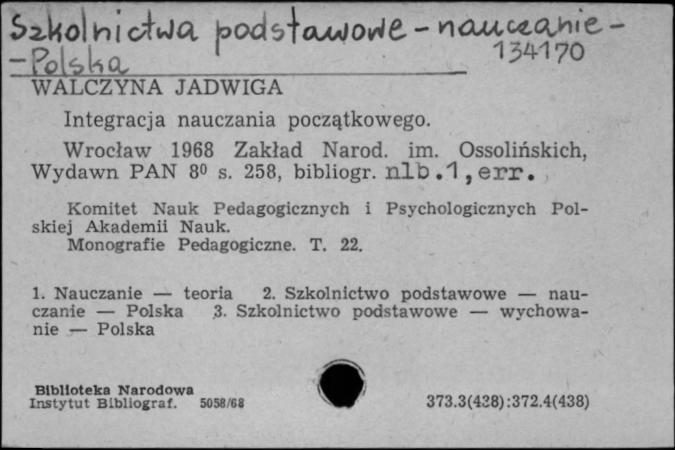 Szkolnictwa podstawowe - nauczanie -
- Polska
134170
WALCZYNA JADWIGA
Integracja nauczania początkowego.
Wrocław 1968 Zakład Narod. im. Ossolińskich,
Wydawn PAN 8⁰ s. 258, bibliogr. nlb.1,err.
Komitet Nauk Pedagogicznych i Psychologicznych Pol-
skiej Akademii Nauk.
Monografie Pedagogiczne. T. 22.
1. Nauczanie — teoria 2. Szkolnictwo podstawowe — nau-
czanie — Polska 3. Szkolnictwo podstawowe — wychowa-
nie — Polska
Biblioteka Narodowa
Instytut Bibliograf. 5058/68
373.3(428):372.4(438)